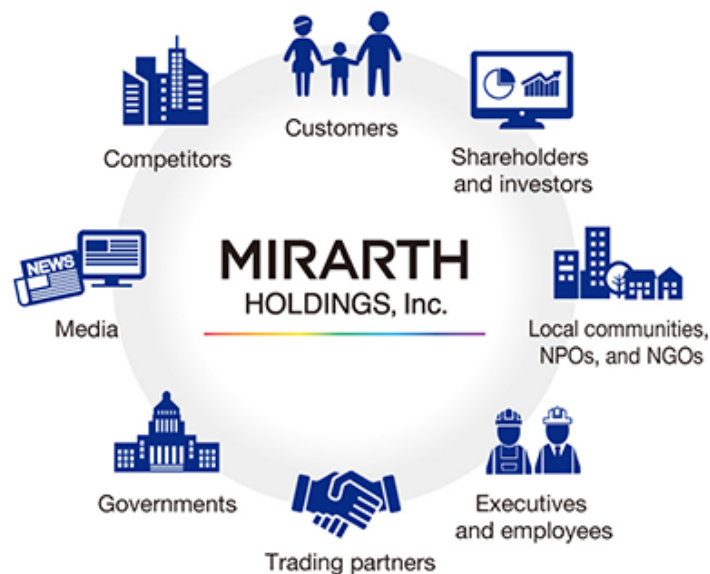 Customers
Competitors
Shareholders
and investors
NEWS
MIRARTH
HOLDINGS, Inc.
Media
Local communities,
NPOs, and NGOs
Governments
Executives
and employees
Trading partners